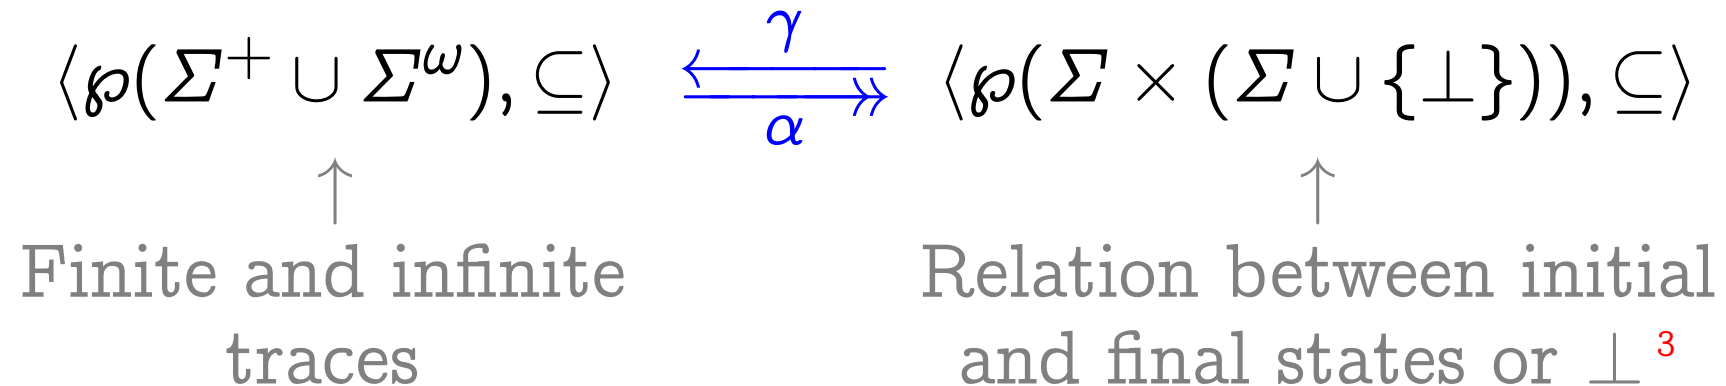 γ
⟨℘(Σ⁺ ∪ Σ^ω), ⊆⟩ ⟨℘(Σ × (Σ ∪ {⊥})), ⊆⟩
α
Finite and infinite
traces
Relation between initial
and final states or ⊥ ³